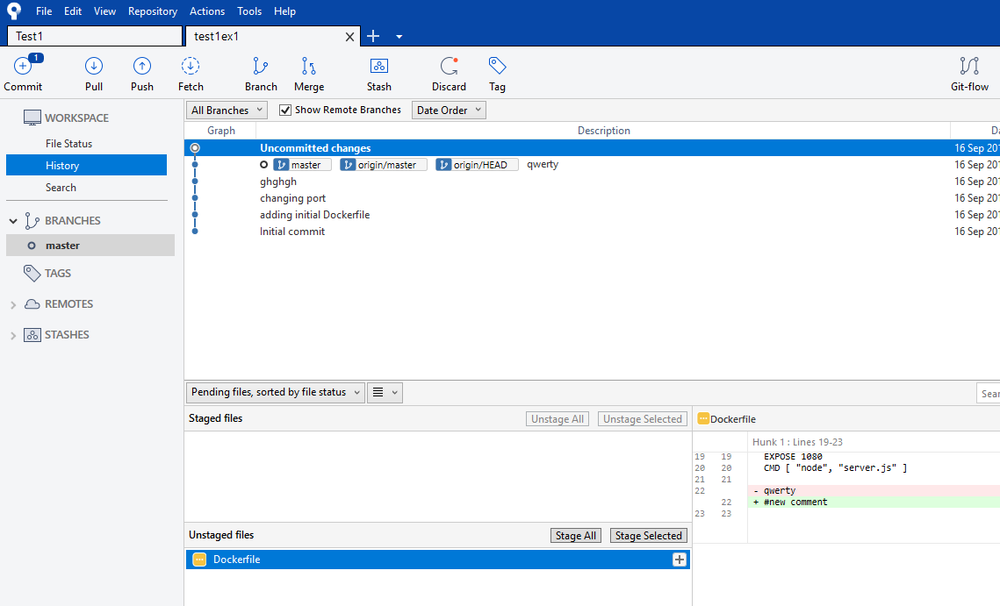 File Edit View Repository Actions Tools Help
Test1 test1ex1
1
Commit Pull Push Fetch Branch Merge Stash Discard Tag Git-flow
WORKSPACE
File Status
History
Search
BRANCHES
master
TAGS
REMOTES
STASHES
All Branches Show Remote Branches Date Order
Graph Description Da
Uncommitted changes 16 Sep 201
master origin/master origin/HEAD qwerty 16 Sep 201
ghghgh 16 Sep 201
changing port 16 Sep 201
adding initial Dockerfile 16 Sep 201
Initial commit 16 Sep 201
Pending files, sorted by file status Sear
Staged files Unstage All Unstage Selected
Unstaged files Stage All Stage Selected
Dockerfile
Dockerfile
Hunk 1 : Lines 19-23
19 19 EXPOSE 1080
20 20 CMD [ "node", "server.js" ]
21 21
22 - qwerty
22 + #new comment
23 23